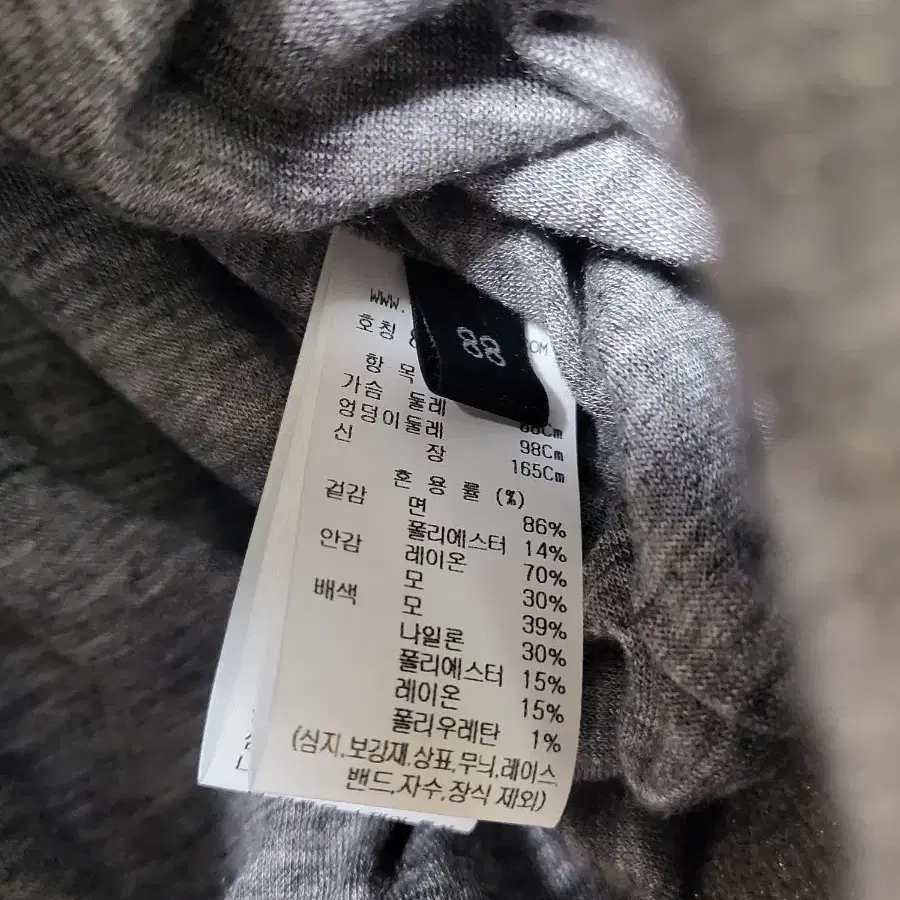 WWW. COM
호칭
88
항 목
가슴 둘레 88Cm
엉덩이둘레 98Cm
신 장 165Cm
혼 용 률 (%)
겉감 면 86%
폴리에스터 14%
안감 레이온 70%
모 30%
배색 모 39%
나일론 30%
폴리에스터 15%
레이온 15%
폴리우레탄 1%
(심지,보강재,상표,무늬,레이스,
밴드,자수,장식 제외)